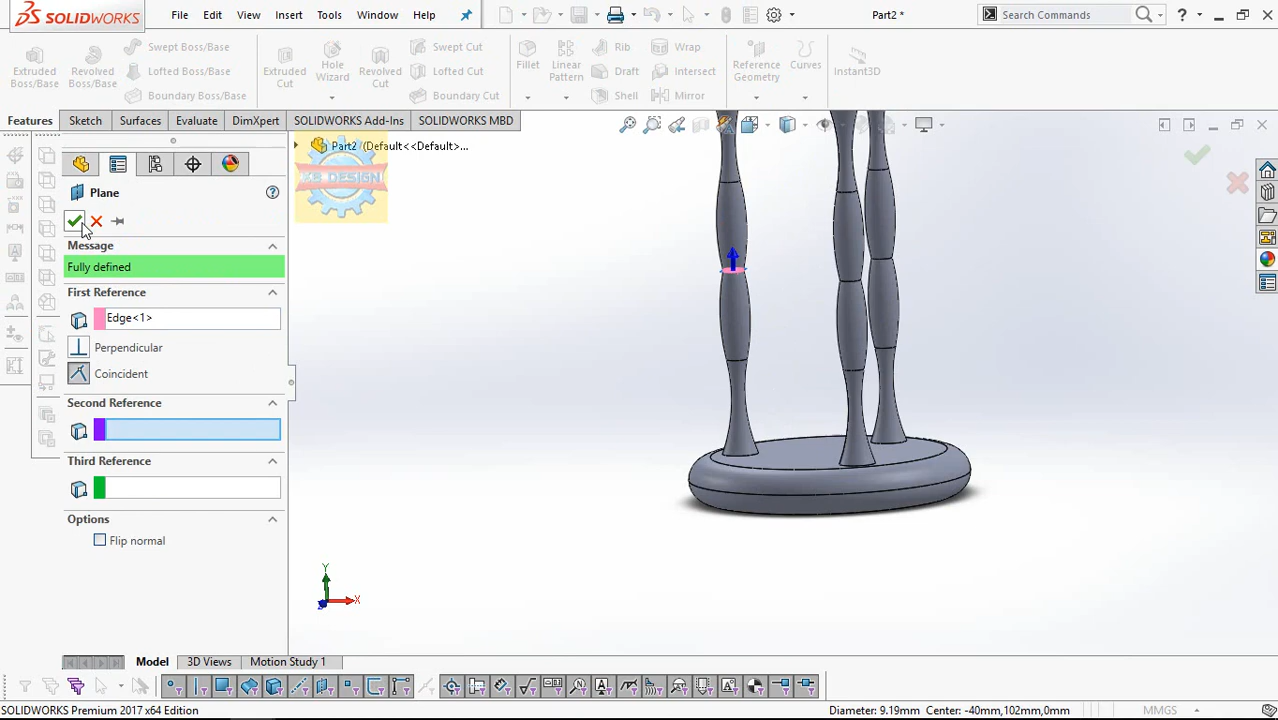 SOLIDWORKS
File
Edit
View
Insert
Tools
Window
Help
Part2 *
Search Commands
Extruded Boss/Base
Revolved Boss/Base
Swept Boss/Base
Lofted Boss/Base
Boundary Boss/Base
Extruded Cut
Hole Wizard
Revolved Cut
Swept Cut
Lofted Cut
Boundary Cut
Fillet
Linear Pattern
Rib
Draft
Shell
Wrap
Intersect
Mirror
Reference Geometry
Curves
Instant3D
Features
Sketch
Surfaces
Evaluate
DimXpert
SOLIDWORKS Add-Ins
SOLIDWORKS MBD
Part2 (Default<<Default>...
KB DESIGN
Plane
Message
Fully defined
First Reference
Edge<1>
Perpendicular
Coincident
Second Reference
Third Reference
Options
Flip normal
Y
X
Z
Model
3D Views
Motion Study 1
SOLIDWORKS Premium 2017 x64 Edition
Diameter: 9.19mm Center: -40mm,102mm,0mm
MMGS